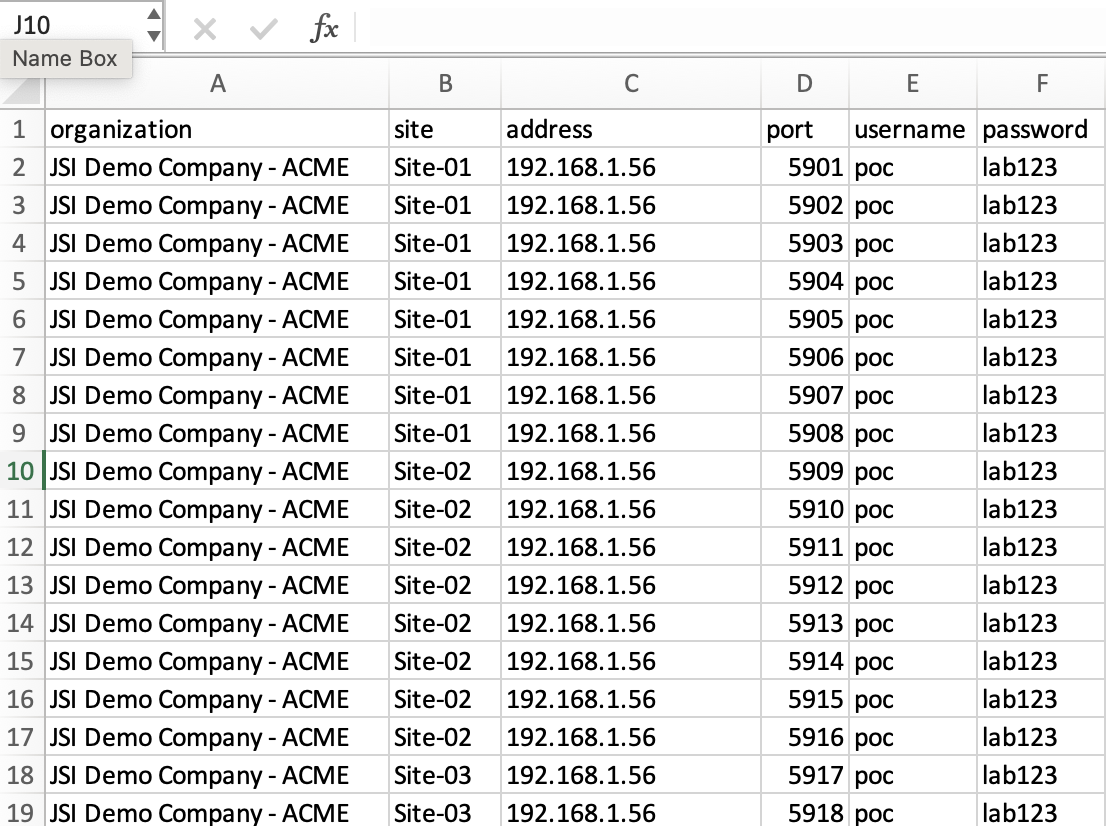 J10 fx
Name Box
A B C D E F
1 organization site address port username password
2 JSI Demo Company - ACME Site-01 192.168.1.56 5901 poc lab123
3 JSI Demo Company - ACME Site-01 192.168.1.56 5902 poc lab123
4 JSI Demo Company - ACME Site-01 192.168.1.56 5903 poc lab123
5 JSI Demo Company - ACME Site-01 192.168.1.56 5904 poc lab123
6 JSI Demo Company - ACME Site-01 192.168.1.56 5905 poc lab123
7 JSI Demo Company - ACME Site-01 192.168.1.56 5906 poc lab123
8 JSI Demo Company - ACME Site-01 192.168.1.56 5907 poc lab123
9 JSI Demo Company - ACME Site-01 192.168.1.56 5908 poc lab123
10 JSI Demo Company - ACME Site-02 192.168.1.56 5909 poc lab123
11 JSI Demo Company - ACME Site-02 192.168.1.56 5910 poc lab123
12 JSI Demo Company - ACME Site-02 192.168.1.56 5911 poc lab123
13 JSI Demo Company - ACME Site-02 192.168.1.56 5912 poc lab123
14 JSI Demo Company - ACME Site-02 192.168.1.56 5913 poc lab123
15 JSI Demo Company - ACME Site-02 192.168.1.56 5914 poc lab123
16 JSI Demo Company - ACME Site-02 192.168.1.56 5915 poc lab123
17 JSI Demo Company - ACME Site-02 192.168.1.56 5916 poc lab123
18 JSI Demo Company - ACME Site-03 192.168.1.56 5917 poc lab123
19 JSI Demo Company - ACME Site-03 192.168.1.56 5918 poc lab123